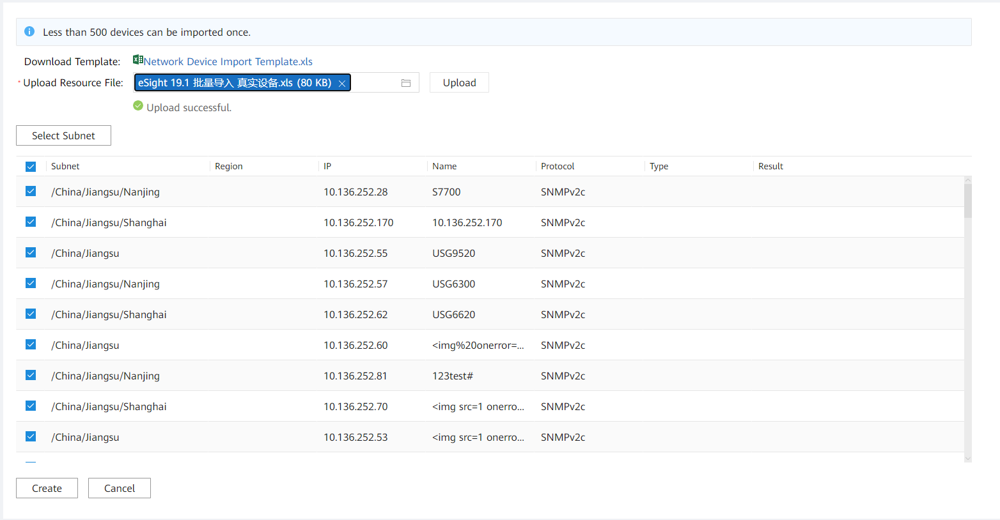 Less than 500 devices can be imported once.
Download Template: Network Device Import Template.xls
* Upload Resource File: eSight 19.1 批量导入 真实设备.xls (80 KB) Upload
Upload successful.
Select Subnet
Subnet Region IP Name Protocol Type Result
/China/Jiangsu/Nanjing 10.136.252.28 S7700 SNMPv2c
/China/Jiangsu/Shanghai 10.136.252.170 10.136.252.170 SNMPv2c
/China/Jiangsu 10.136.252.55 USG9520 SNMPv2c
/China/Jiangsu/Nanjing 10.136.252.57 USG6300 SNMPv2c
/China/Jiangsu/Shanghai 10.136.252.62 USG6620 SNMPv2c
/China/Jiangsu 10.136.252.60 <img%20onerror=... SNMPv2c
/China/Jiangsu/Nanjing 10.136.252.81 123test# SNMPv2c
/China/Jiangsu/Shanghai 10.136.252.70 <img src=1 onerro... SNMPv2c
/China/Jiangsu 10.136.252.53 <img src=1 onerro... SNMPv2c
Create Cancel